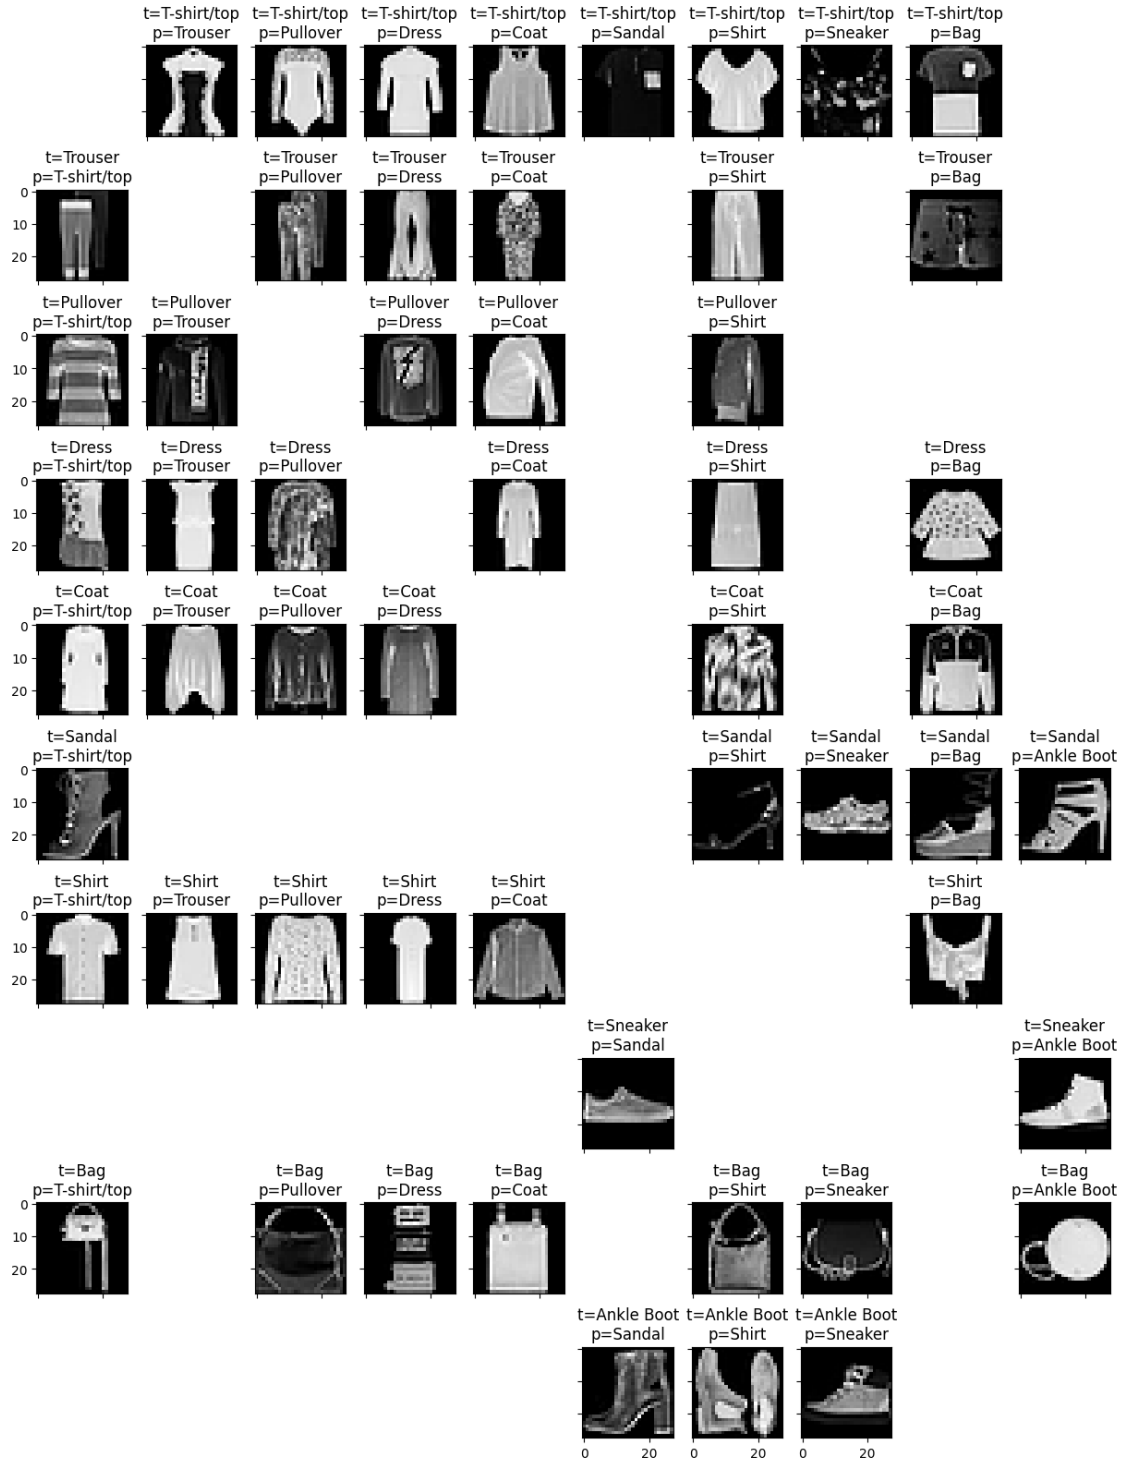 t=T-shirt/top t=T-shirt/top t=T-shirt/top t=T-shirt/top t=T-shirt/top t=T-shirt/top t=T-shirt/top t=T-shirt/top
p=Trouser p=Pullover p=Dress p=Coat p=Sandal p=Shirt p=Sneaker p=Bag
t=Trouser t=Trouser t=Trouser t=Trouser t=Trouser t=Trouser
p=T-shirt/top p=Pullover p=Dress p=Coat p=Shirt p=Bag
0
10
20
t=Pullover t=Pullover t=Pullover t=Pullover t=Pullover
p=T-shirt/top p=Trouser p=Dress p=Coat p=Shirt
0
10
20
t=Dress t=Dress t=Dress t=Dress t=Dress t=Dress
p=T-shirt/top p=Trouser p=Pullover p=Coat p=Shirt p=Bag
0
10
20
t=Coat t=Coat t=Coat t=Coat t=Coat t=Coat
p=T-shirt/top p=Trouser p=Pullover p=Dress p=Shirt p=Bag
0
10
20
t=Sandal t=Sandal t=Sandal t=Sandal t=Sandal
p=T-shirt/top p=Shirt p=Sneaker p=Bag p=Ankle Boot
0
10
20
t=Shirt t=Shirt t=Shirt t=Shirt t=Shirt t=Shirt
p=T-shirt/top p=Trouser p=Pullover p=Dress p=Coat p=Bag
0
10
20
t=Sneaker t=Sneaker
p=Sandal p=Ankle Boot
t=Bag t=Bag t=Bag t=Bag t=Bag t=Bag t=Bag
p=T-shirt/top p=Pullover p=Dress p=Coat p=Shirt p=Sneaker p=Ankle Boot
0
10
20
t=Ankle Boot t=Ankle Boot t=Ankle Boot
p=Sandal p=Shirt p=Sneaker
0 20 0 20